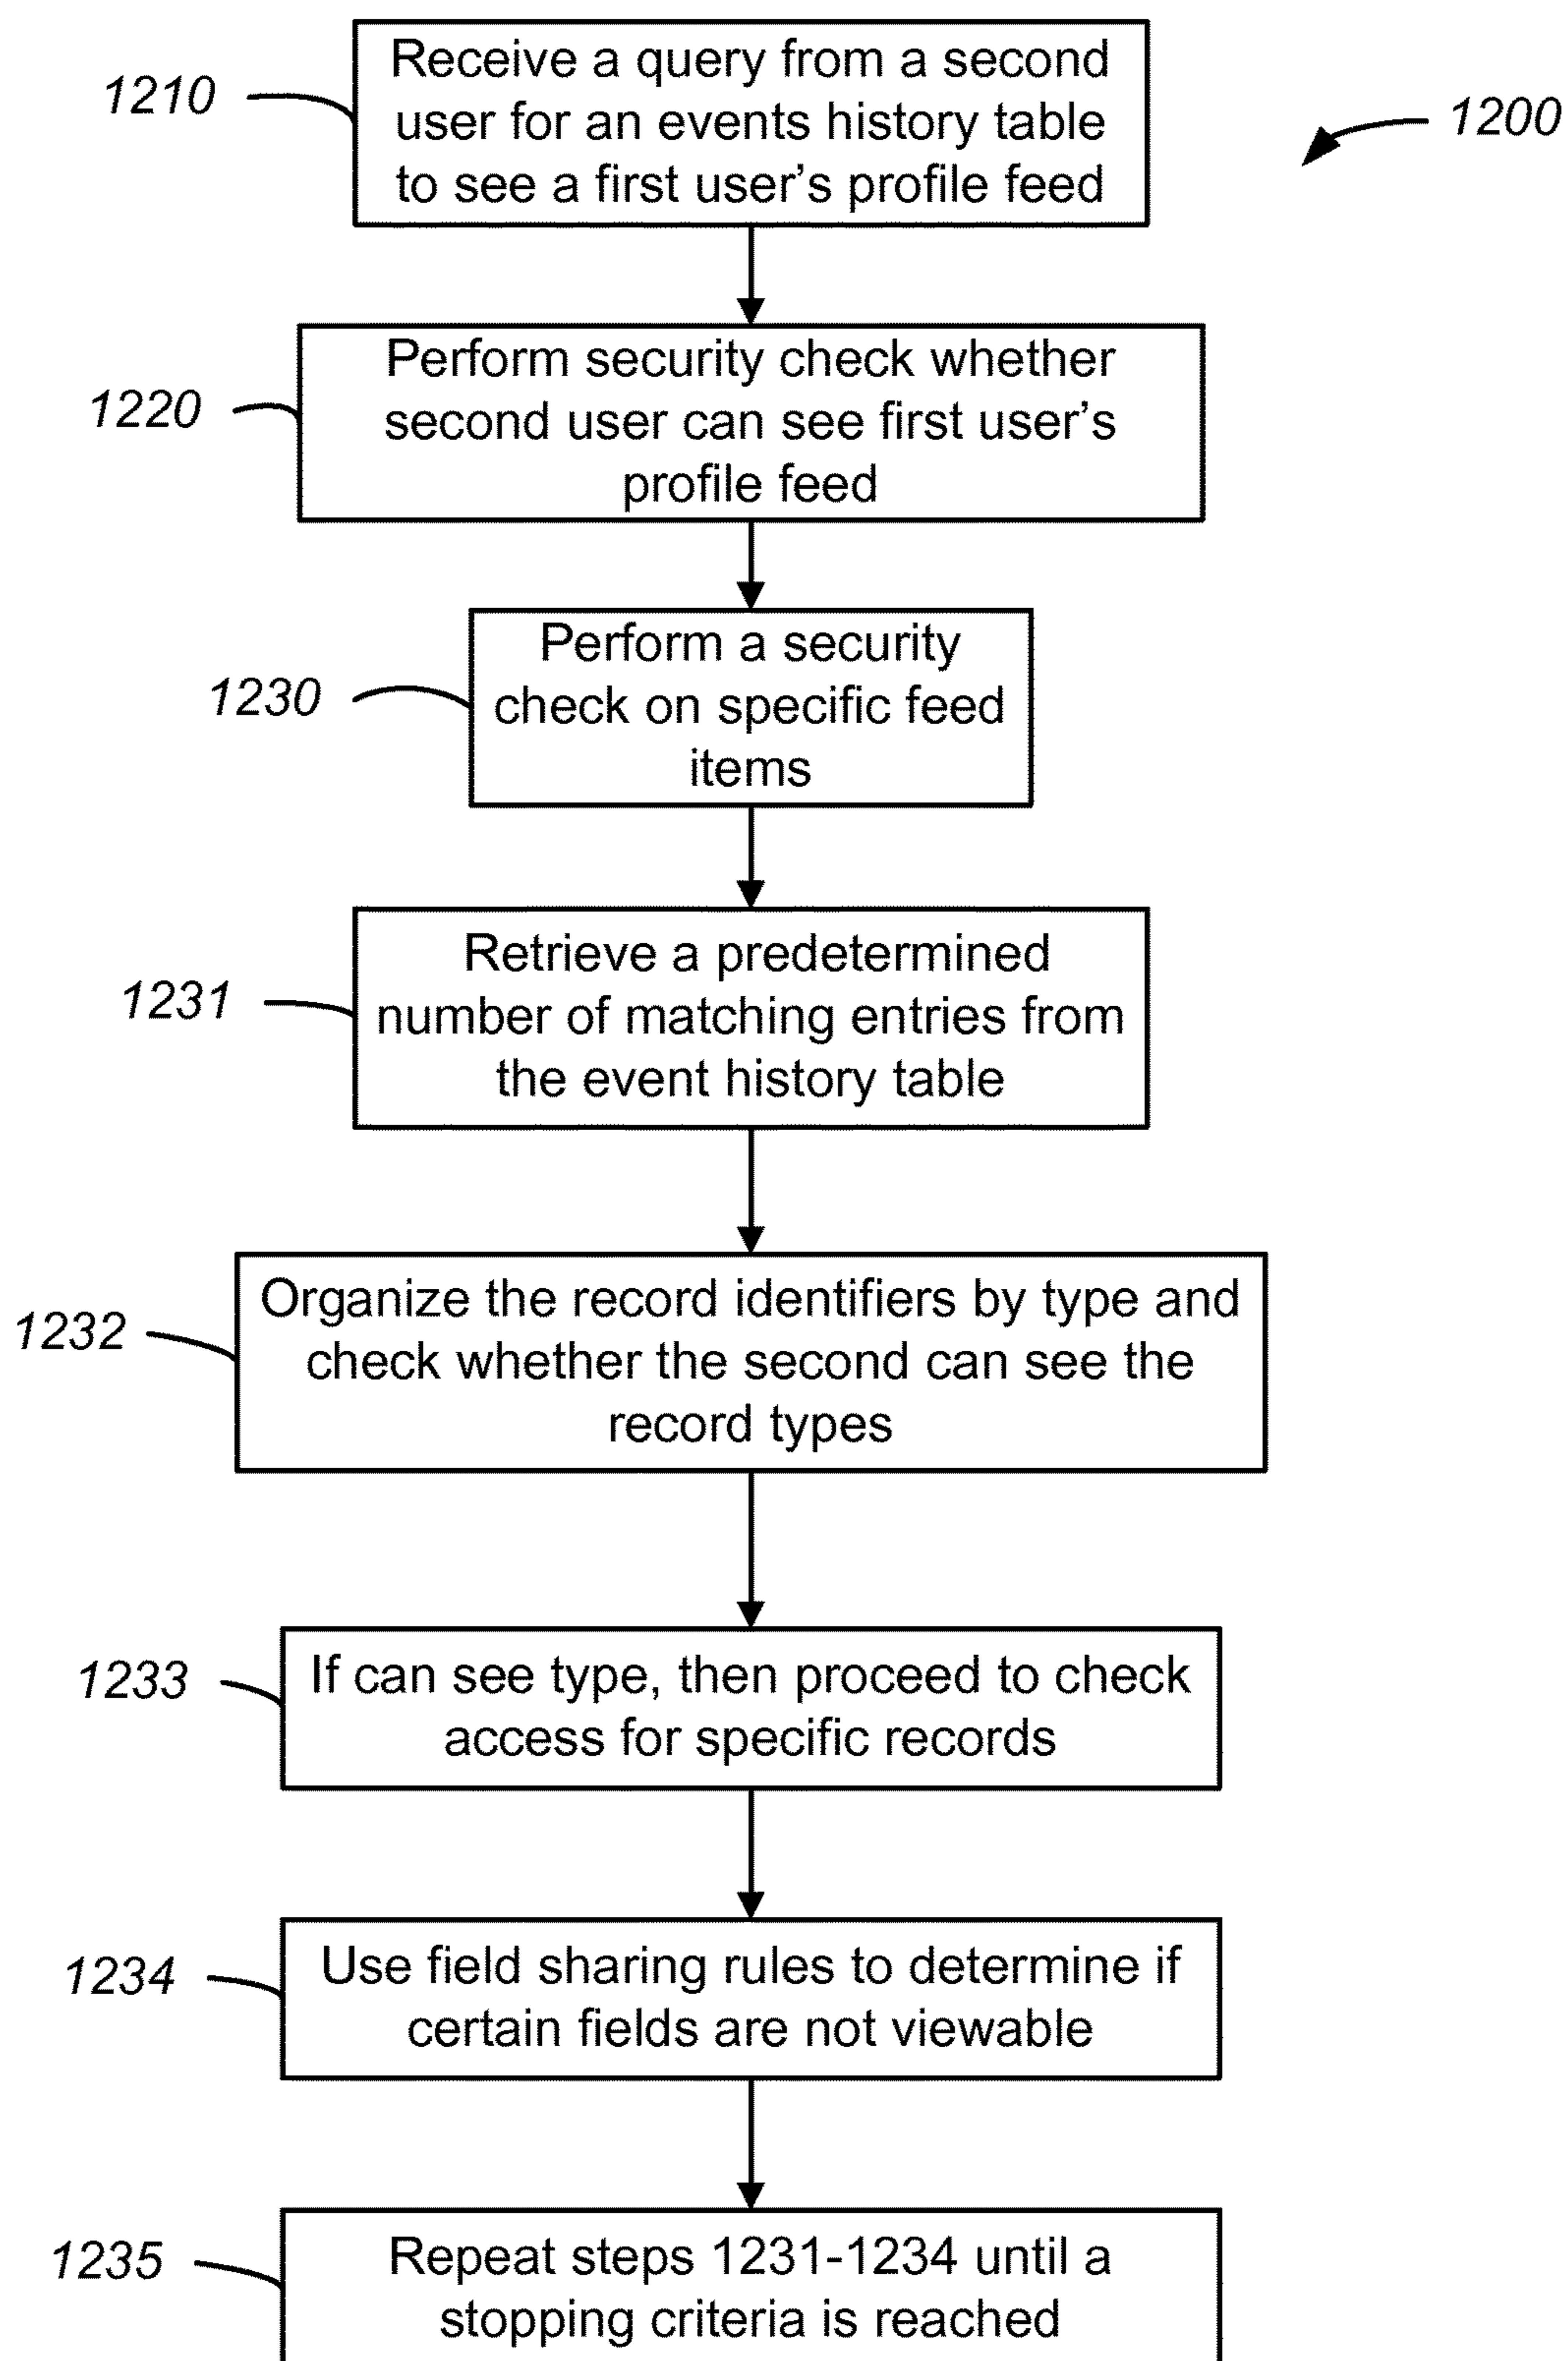 1210
Receive a query from a second
user for an events history table
to see a first user's profile feed
1200
1220
Perform security check whether
second user can see first user's
profile feed
1230
Perform a security
check on specific feed
items
1231
Retrieve a predetermined
number of matching entries from
the event history table
1232
Organize the record identifiers by type and
check whether the second can see the
record types
1233
If can see type, then proceed to check
access for specific records
1234
Use field sharing rules to determine if
certain fields are not viewable
1235
Repeat steps 1231-1234 until a
stopping criteria is reached